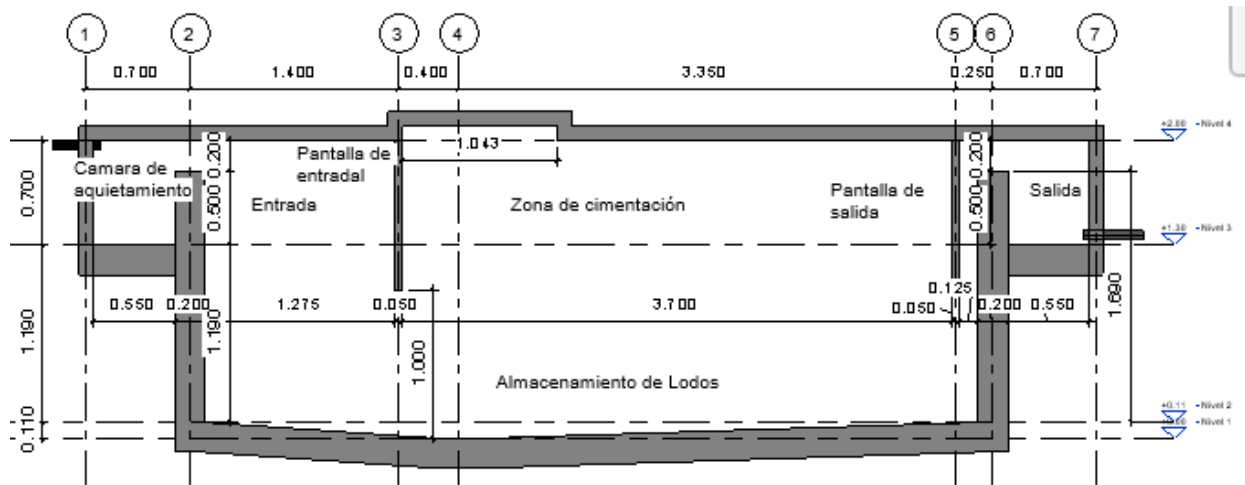 1 2 3 4 5 6 7
0.700 1.400 0.400 3.350 0.250 0.700
+2.00 - Nivel 4
0.200
1.043
0.200
Camara de
aquietamiento
Pantalla de
entradal
Entrada
Zona de cimentación
Pantalla de
salida
Salida
0.700
0.500
0.500
+1.30 - Nivel 3
0.550 0.200 1.275 0.050 3.700 0.050 0.125 0.200 0.550
1.690
1.190
1.190
1.000
Almacenamiento de Lodos
0.110
+0.11 - Nivel 2
- Nivel 1